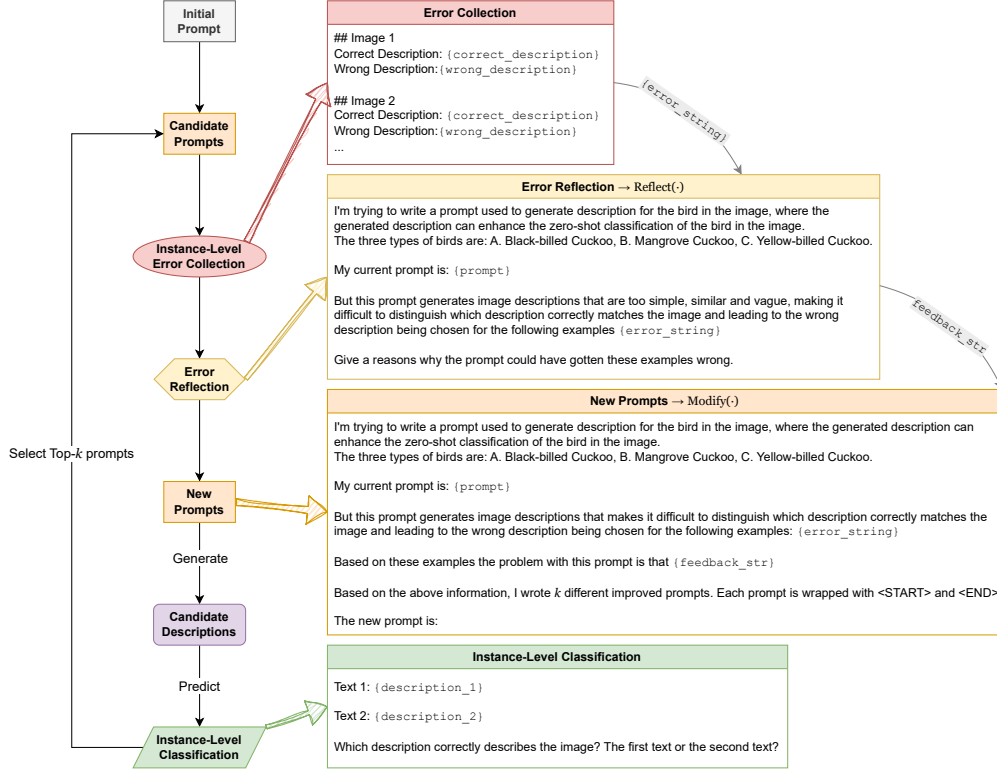 Initial
Prompt
Candidate
Prompts
Instance-Level
Error Collection
Error
Reflection
Select Top-k prompts
New
Prompts
Generate
Candidate
Descriptions
Predict
Instance-Level
Classification
Error Collection
## Image 1
Correct Description: {correct_description}
Wrong Description:{wrong_description}
## Image 2
Correct Description: {correct_description}
Wrong Description:{wrong_description}
...
{error_string}
Error Reflection → Reflect(·)
I'm trying to write a prompt used to generate description for the bird in the image, where the
generated description can enhance the zero-shot classification of the bird in the image.
The three types of birds are: A. Black-billed Cuckoo, B. Mangrove Cuckoo, C. Yellow-billed Cuckoo.
My current prompt is: {prompt}
But this prompt generates image descriptions that are too simple, similar and vague, making it
difficult to distinguish which description correctly matches the image and leading to the wrong
description being chosen for the following examples {error_string}
Give a reasons why the prompt could have gotten these examples wrong.
feedback_str
New Prompts → Modify(·)
I'm trying to write a prompt used to generate description for the bird in the image, where the generated description can
enhance the zero-shot classification of the bird in the image.
The three types of birds are: A. Black-billed Cuckoo, B. Mangrove Cuckoo, C. Yellow-billed Cuckoo.
My current prompt is: {prompt}
But this prompt generates image descriptions that makes it difficult to distinguish which description correctly matches the
image and leading to the wrong description being chosen for the following examples: {error_string}
Based on these examples the problem with this prompt is that {feedback_str}
Based on the above information, I wrote k different improved prompts. Each prompt is wrapped with <START> and <END>
The new prompt is:
Instance-Level Classification
Text 1: {description_1}
Text 2: {description_2}
Which description correctly describes the image? The first text or the second text?